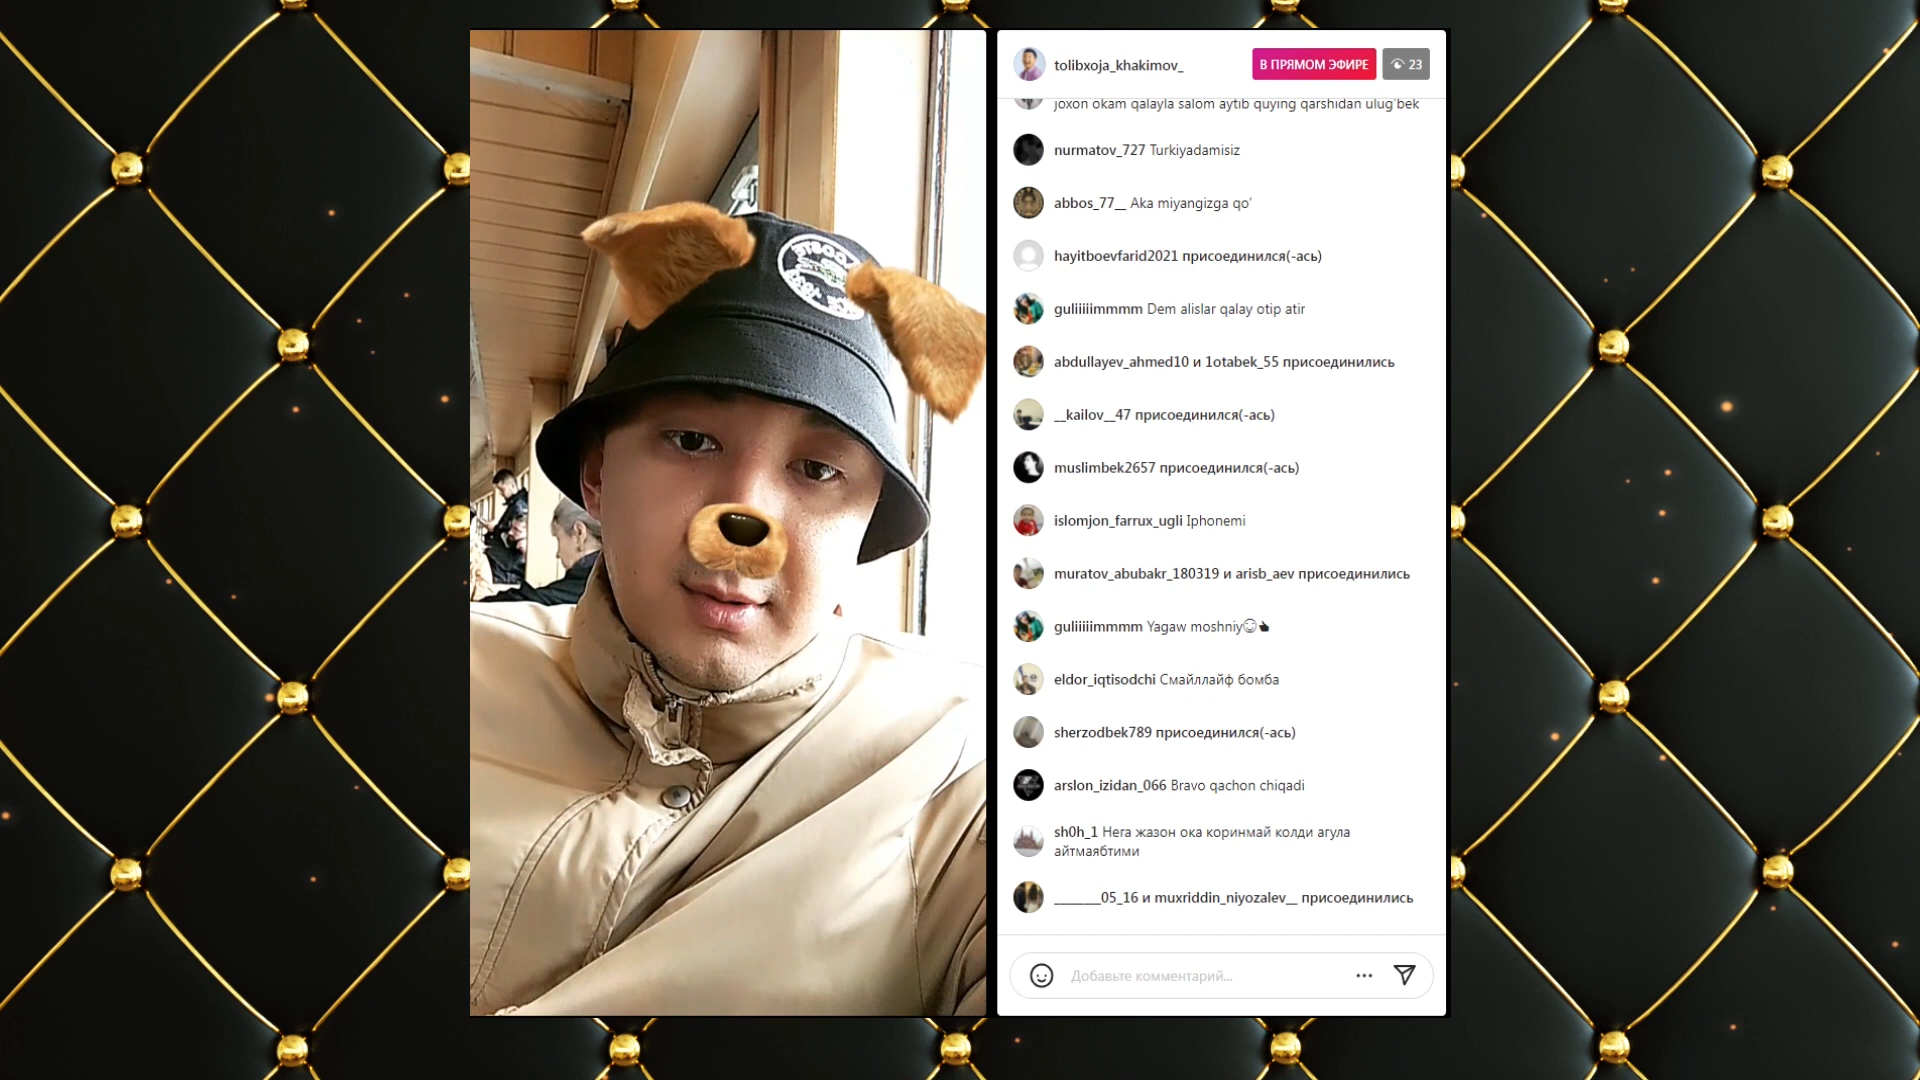 tolibxoja_khakimov_
В ПРЯМОМ ЭФИРЕ
23
joxon okam qalayla salom aytib quying qarshidan ulug'bek
nurmatov_727 Turkiyadamisiz
abbos_77__ Aka miyangizga qo'
hayitboevfarid2021 присоединился(-ась)
guliiiiimmmm Dem alislar qalay otip atir
abdullayev_ahmed10 и 1otabek_55 присоединились
__kailov__47 присоединился(-ась)
muslimbek2657 присоединился(-ась)
islomjon_farrux_ugli Iphonemi
muratov_abubakr_180319 и arisb_aev присоединились
guliiiiimmmm Yagaw moshniy
eldor_iqtisodchi Смайллайф бомба
sherzodbek789 присоединился(-ась)
arslon_izidan_066 Bravo qachon chiqadi
sh0h_1 Нега жазон ока коринмай колди агула
айтмаябтими
_______05_16 и muxriddin_niyozalev__ присоединились
Добавьте комментарий...